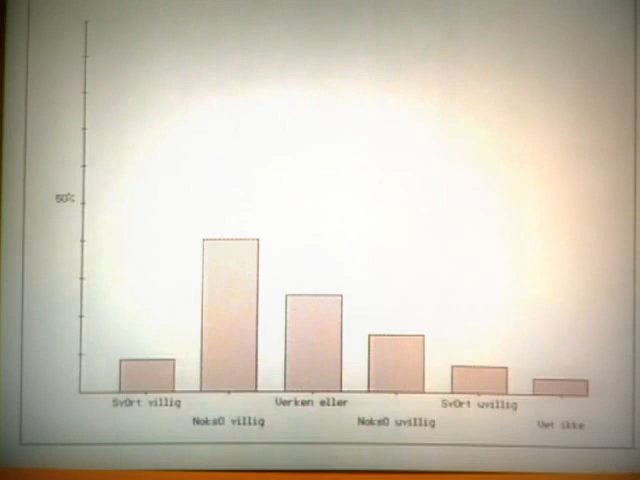 50%
SvOrt villig
NoksO villig
Verken eller
NoksO uvillig
SvOrt uvillig
Vet ikke